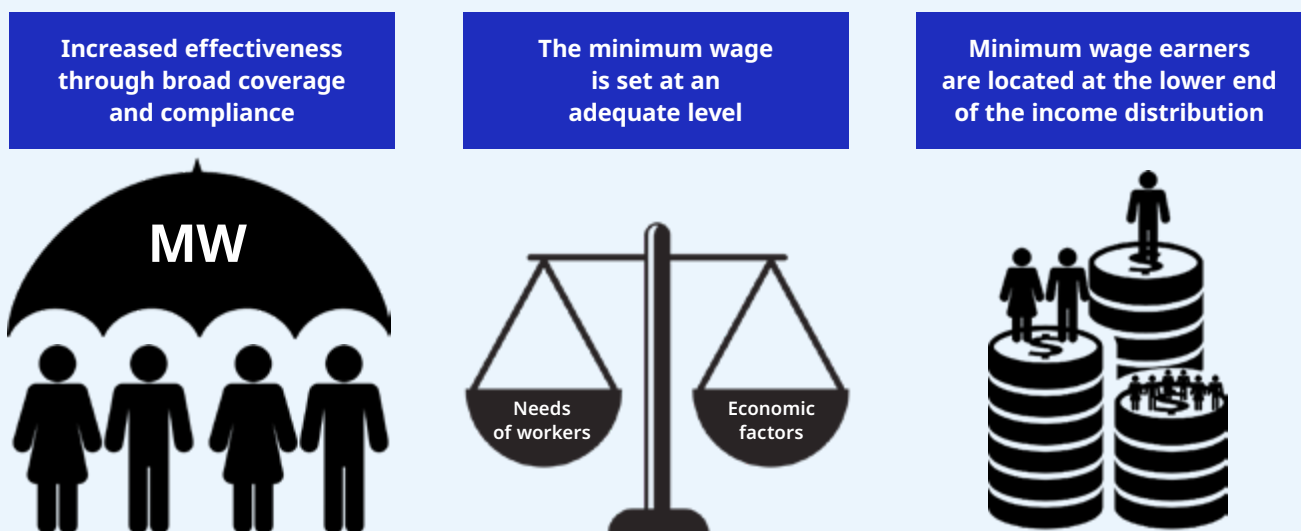 Increased effectiveness
through broad coverage
and compliance
The minimum wage
is set at an
adequate level
Minimum wage earners
are located at the lower end
of the income distribution
MW
Needs
of workers
Economic
factors
$
$
$